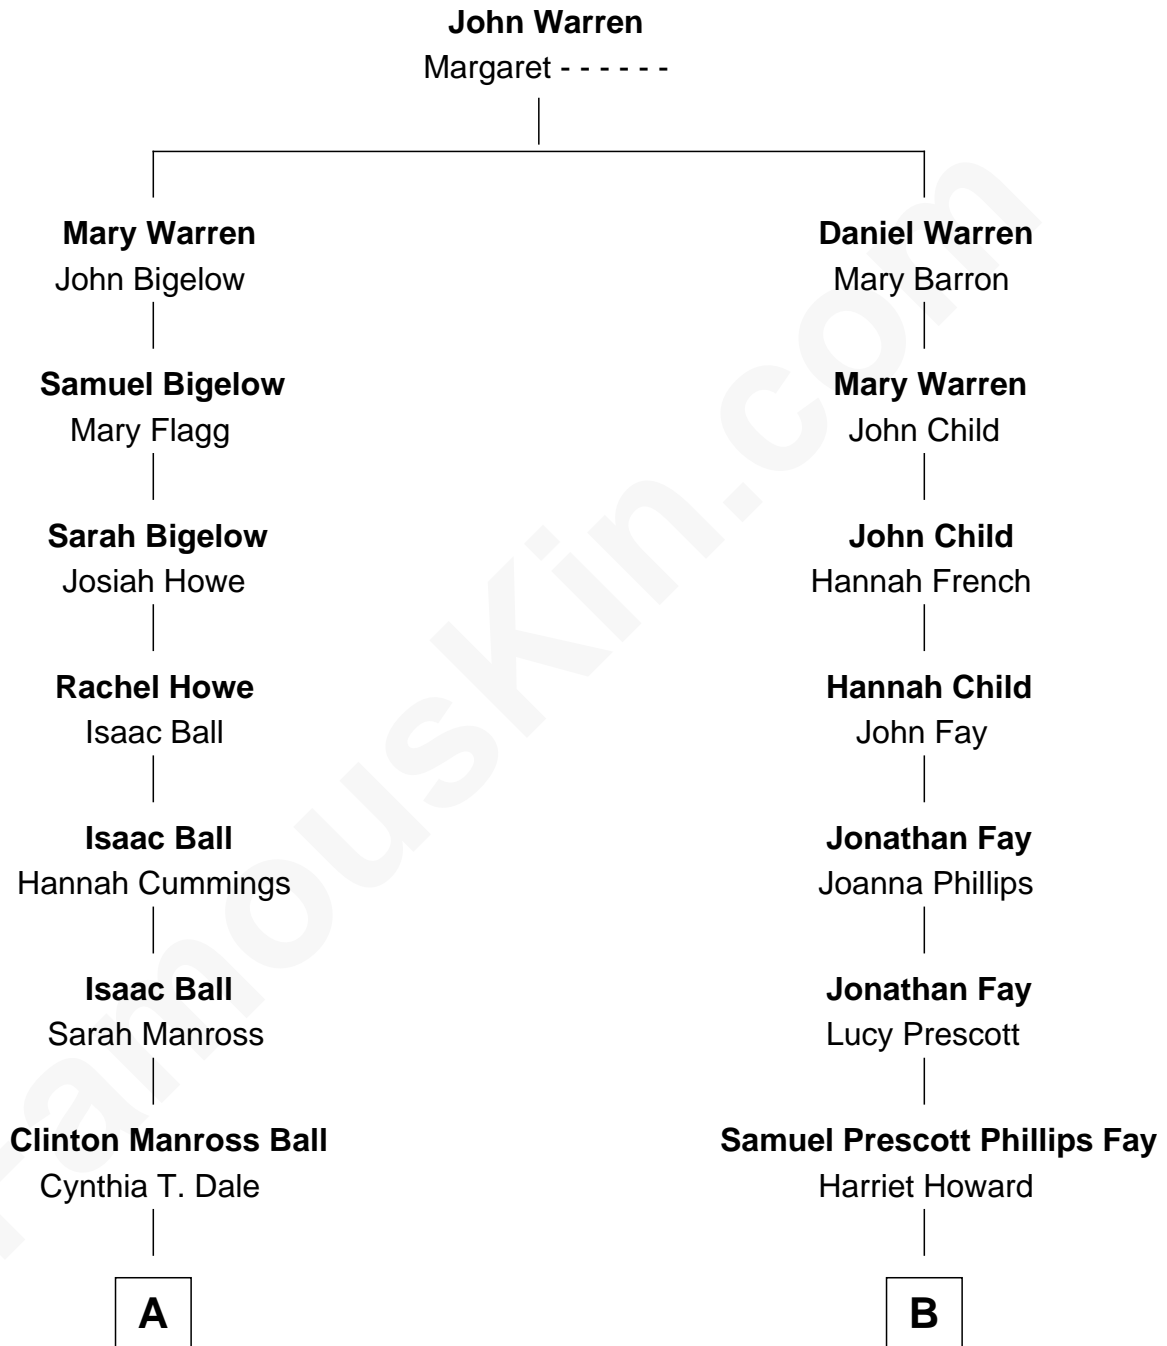 John Warren
Margaret - - - - - -
Mary Warren
John Bigelow
Daniel Warren
Mary Barron
Samuel Bigelow
Mary Flagg
Mary Warren
John Child
Sarah Bigelow
Josiah Howe
John Child
Hannah French
Rachel Howe
Isaac Ball
Hannah Child
John Fay
Isaac Ball
Hannah Cummings
Jonathan Fay
Joanna Phillips
Isaac Ball
Sarah Manross
Jonathan Fay
Lucy Prescott
Clinton Manross Ball
Cynthia T. Dale
Samuel Prescott Phillips Fay
Harriet Howard
A
B
FamousKin.com